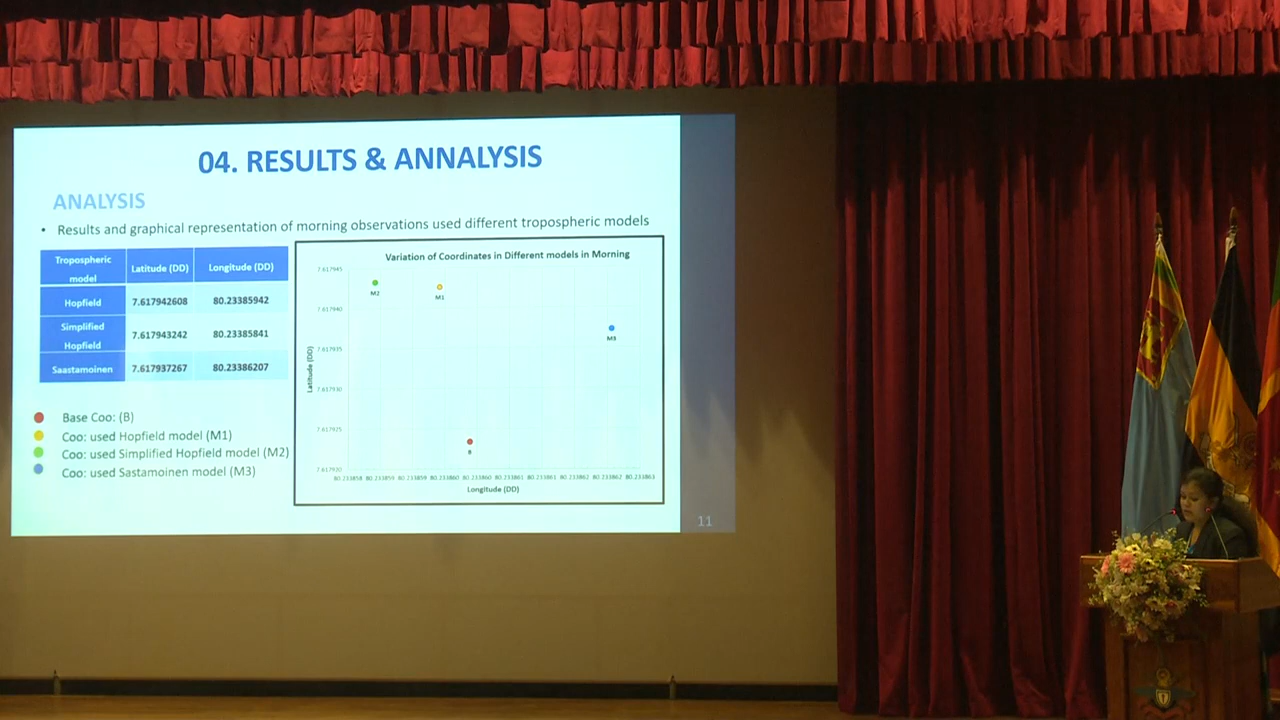 04. RESULTS & ANNALYSIS
ANALYSIS
• Results and graphical representation of morning observations used different tropospheric models
Tropospheric model Latitude (DD) Longitude (DD)
Hopfield 7.617942608 80.23385942
Simplified Hopfield 7.617943242 80.23385841
Saastamoinen 7.617937267 80.23386207
Base Coo: (B)
Coo: used Hopfield model (M1)
Coo: used Simplified Hopfield model (M2)
Coo: used Sastamoinen model (M3)
Variation of Coordinates in Different models in Morning
Latitude (DD)
7.617945
7.617940
7.617935
7.617930
7.617925
7.617920
M2
M1
M3
B
80.233858 80.233859 80.233859 80.233860 80.233860 80.233861 80.233861 80.233862 80.233862 80.233863
Longitude (DD)
11